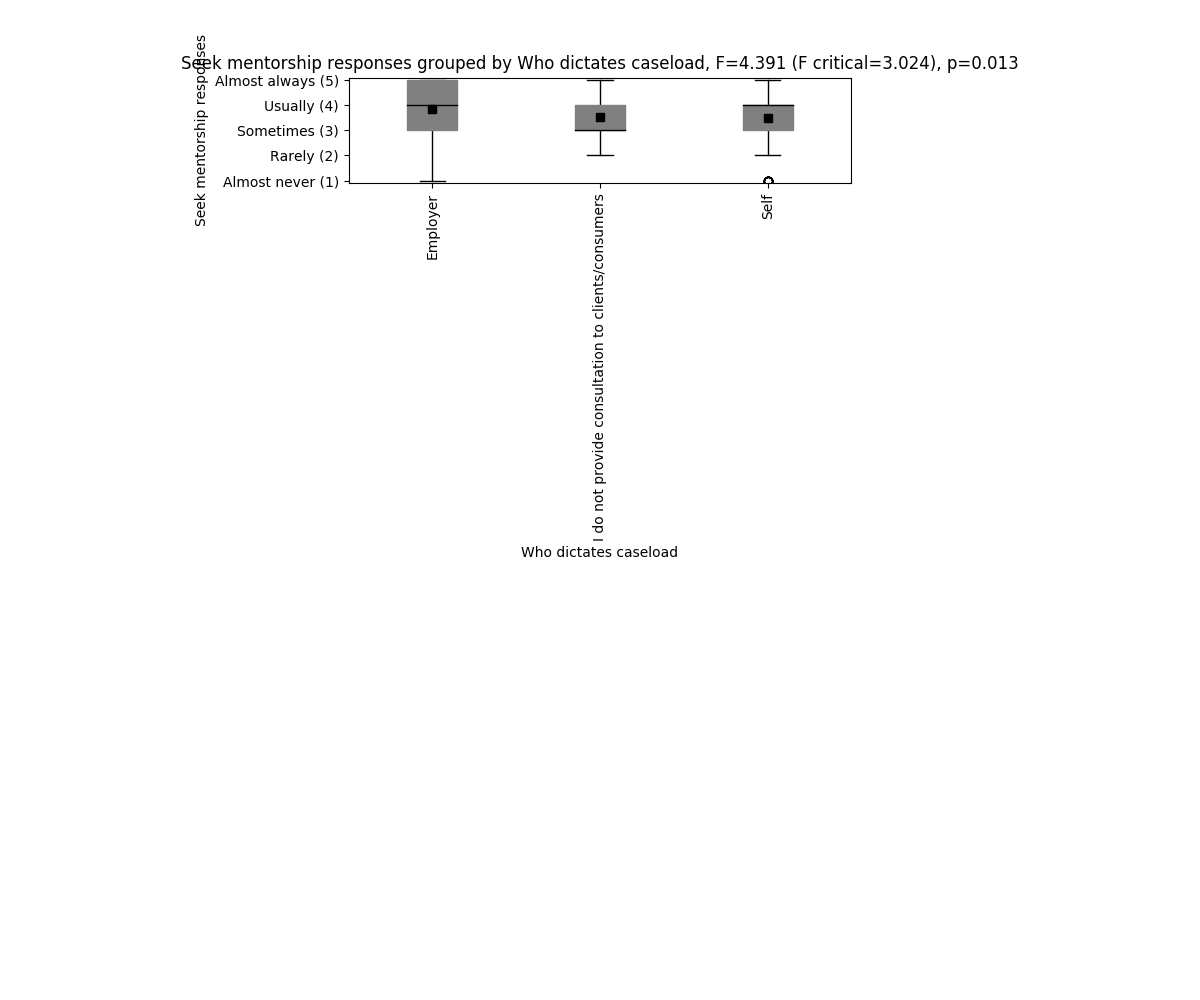 Seek mentorship responses grouped by Who dictates caseload, F=4.391 (F critical=3.024), p=0.013
Seek mentorship responses
Almost always (5)
Usually (4)
Sometimes (3)
Rarely (2)
Almost never (1)
Employer
I do not provide consultation to clients/consumers
Self
Who dictates caseload